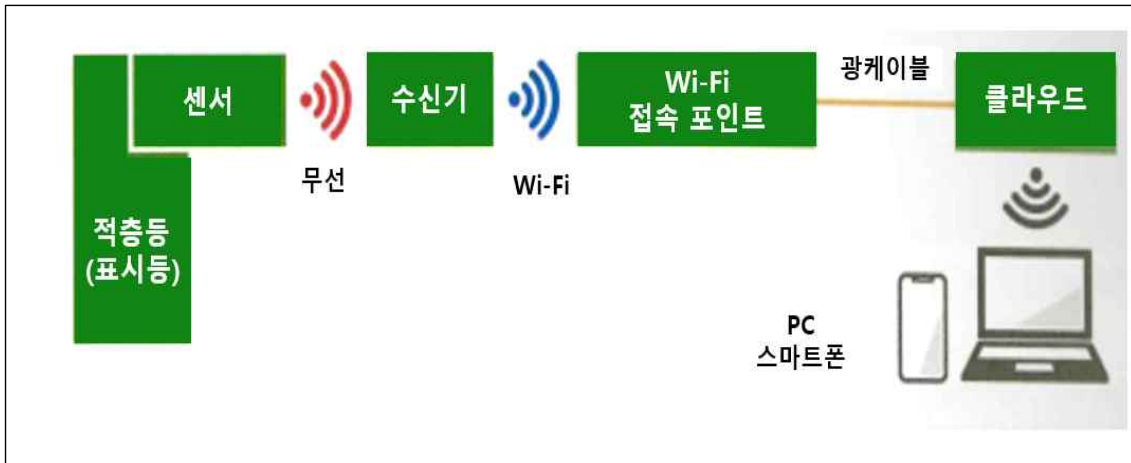 센서
무선
수신기
Wi-Fi
Wi-Fi
접속 포인트
광케이블
클라우드
적층등
(표시등)
PC
스마트폰